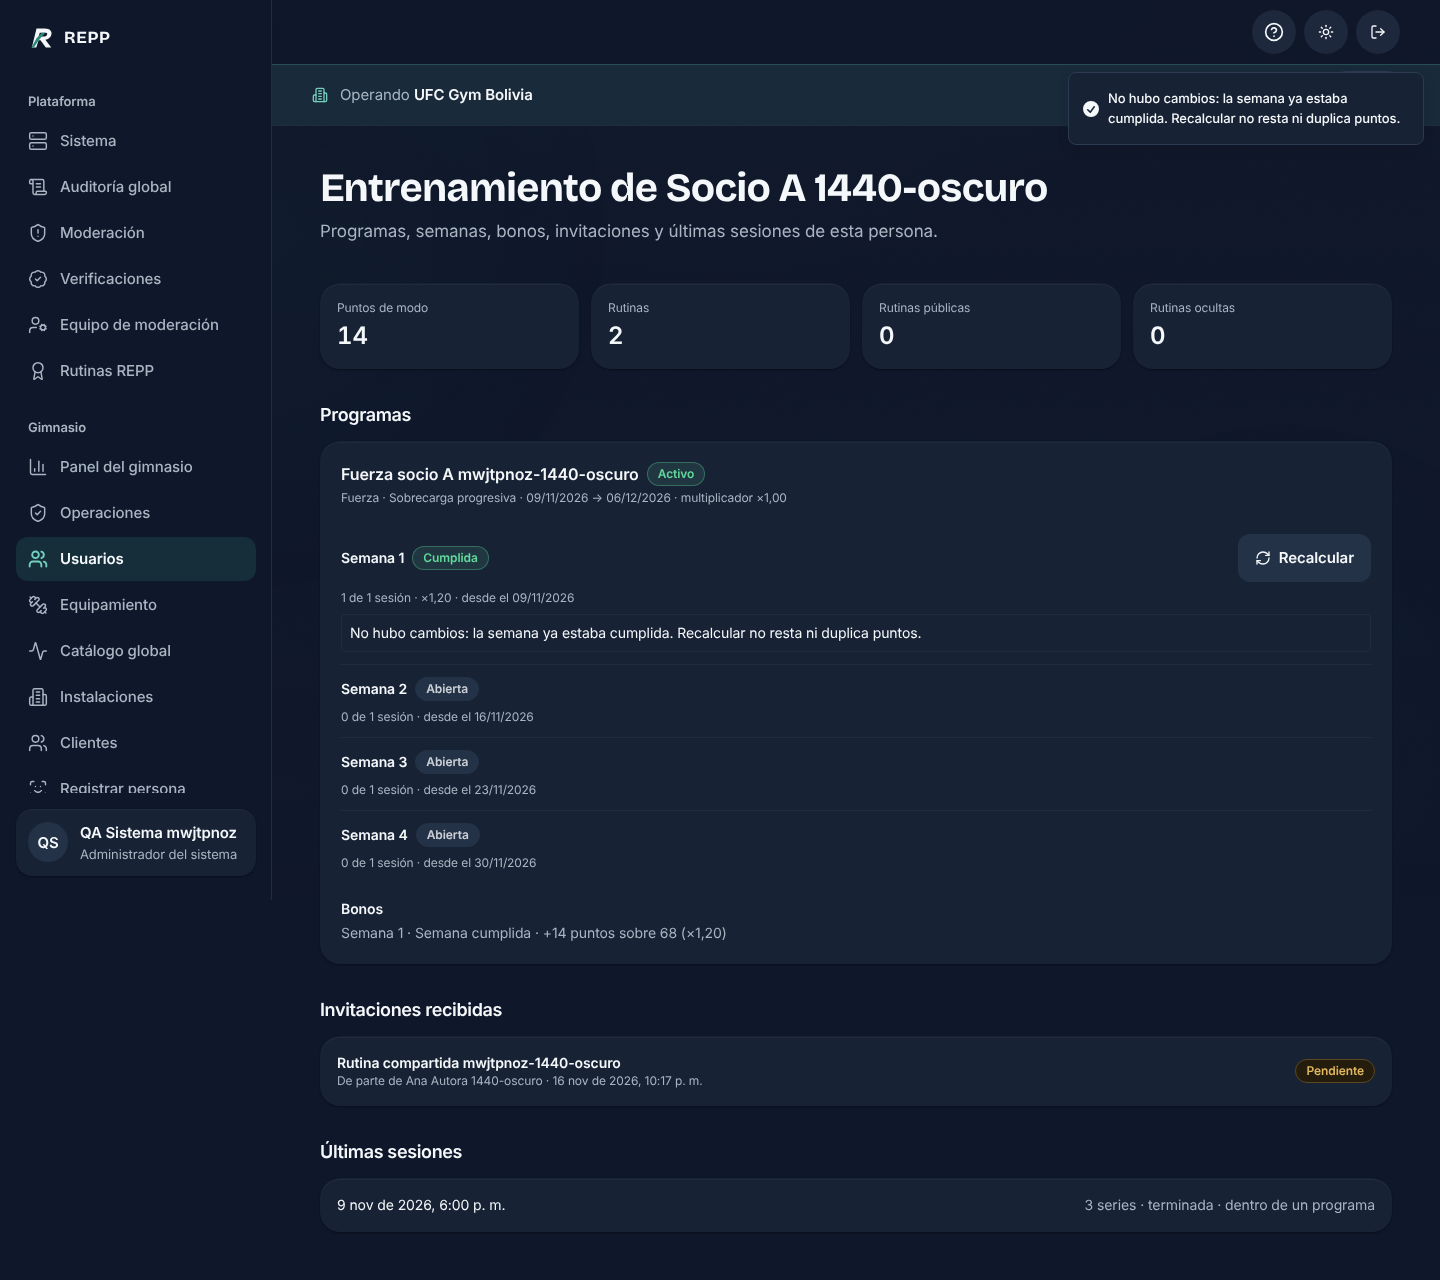 REPP
Plataforma
Sistema
Auditoría global
Moderación
Verificaciones
Equipo de moderación
Rutinas REPP
Gimnasio
Panel del gimnasio
Operaciones
Usuarios
Equipamiento
Catálogo global
Instalaciones
Clientes
Registrar persona
QS
QA Sistema mwjtpnoz
Administrador del sistema
Operando UFC Gym Bolivia
No hubo cambios: la semana ya estaba
cumplida. Recalcular no resta ni duplica puntos.
Entrenamiento de Socio A 1440-oscuro
Programas, semanas, bonos, invitaciones y últimas sesiones de esta persona.
Puntos de modo
14
Rutinas
2
Rutinas públicas
0
Rutinas ocultas
0
Programas
Fuerza socio A mwjtpnoz-1440-oscuro Activo
Fuerza · Sobrecarga progresiva · 09/11/2026 → 06/12/2026 · multiplicador ×1,00
Semana 1 Cumplida
Recalcular
1 de 1 sesión · ×1,20 · desde el 09/11/2026
No hubo cambios: la semana ya estaba cumplida. Recalcular no resta ni duplica puntos.
Semana 2 Abierta
0 de 1 sesión · desde el 16/11/2026
Semana 3 Abierta
0 de 1 sesión · desde el 23/11/2026
Semana 4 Abierta
0 de 1 sesión · desde el 30/11/2026
Bonos
Semana 1 · Semana cumplida · +14 puntos sobre 68 (×1,20)
Invitaciones recibidas
Rutina compartida mwjtpnoz-1440-oscuro
De parte de Ana Autora 1440-oscuro · 16 nov de 2026, 10:17 p. m.
Pendiente
Últimas sesiones
9 nov de 2026, 6:00 p. m.
3 series · terminada · dentro de un programa